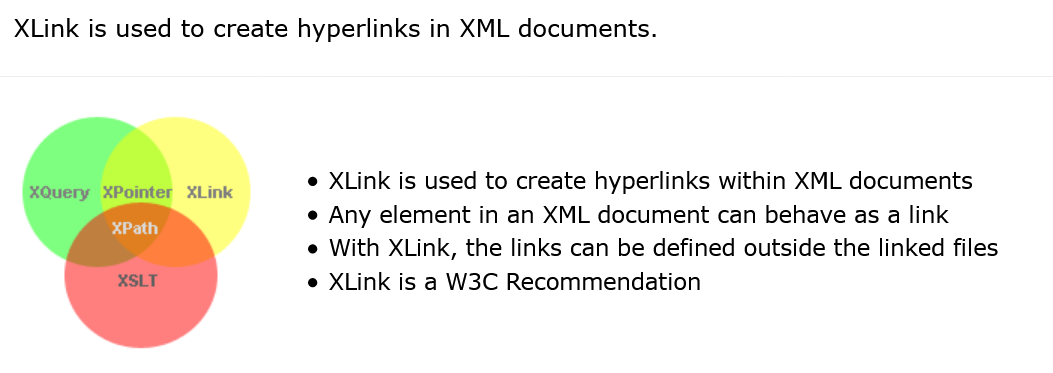 XLink is used to create hyperlinks in XML documents.
XQuery XPointer XLink
XPath
XSLT
• XLink is used to create hyperlinks within XML documents
• Any element in an XML document can behave as a link
• With XLink, the links can be defined outside the linked files
• XLink is a W3C Recommendation